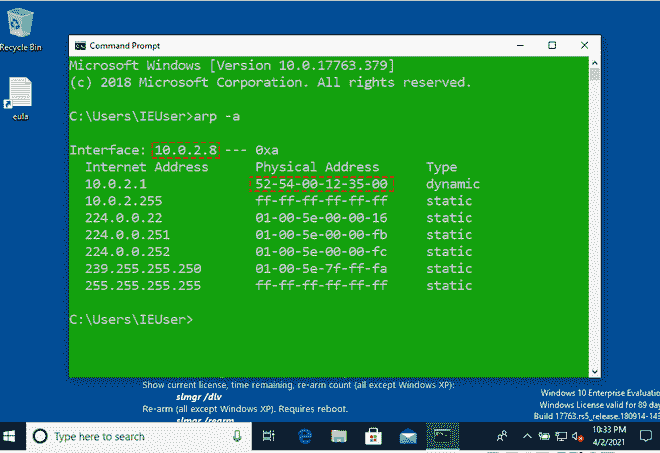 Recycle Bin
eula
Command Prompt
Microsoft Windows [Version 10.0.17763.379]
(c) 2018 Microsoft Corporation. All rights reserved.
C:\Users\IEUser>arp -a
Interface: 10.0.2.8 --- 0xa
Internet Address Physical Address Type
10.0.2.1 52-54-00-12-35-00 dynamic
10.0.2.255 ff-ff-ff-ff-ff-ff static
224.0.0.22 01-00-5e-00-00-16 static
224.0.0.251 01-00-5e-00-00-fb static
224.0.0.252 01-00-5e-00-00-fc static
239.255.255.250 01-00-5e-7f-ff-fa static
255.255.255.255 ff-ff-ff-ff-ff-ff static
C:\Users\IEUser>
Show current license, time remaining, re-arm count (all except Windows XP):
slmgr /dlv
Re-arm (all except Windows XP). Requires reboot.
slmgr /rearm
Windows 10 Enterprise Evaluatio
Windows License valid for 89 day
Build 17763.rs5_release.180914-143
Type here to search
10:33 PM
4/2/2021